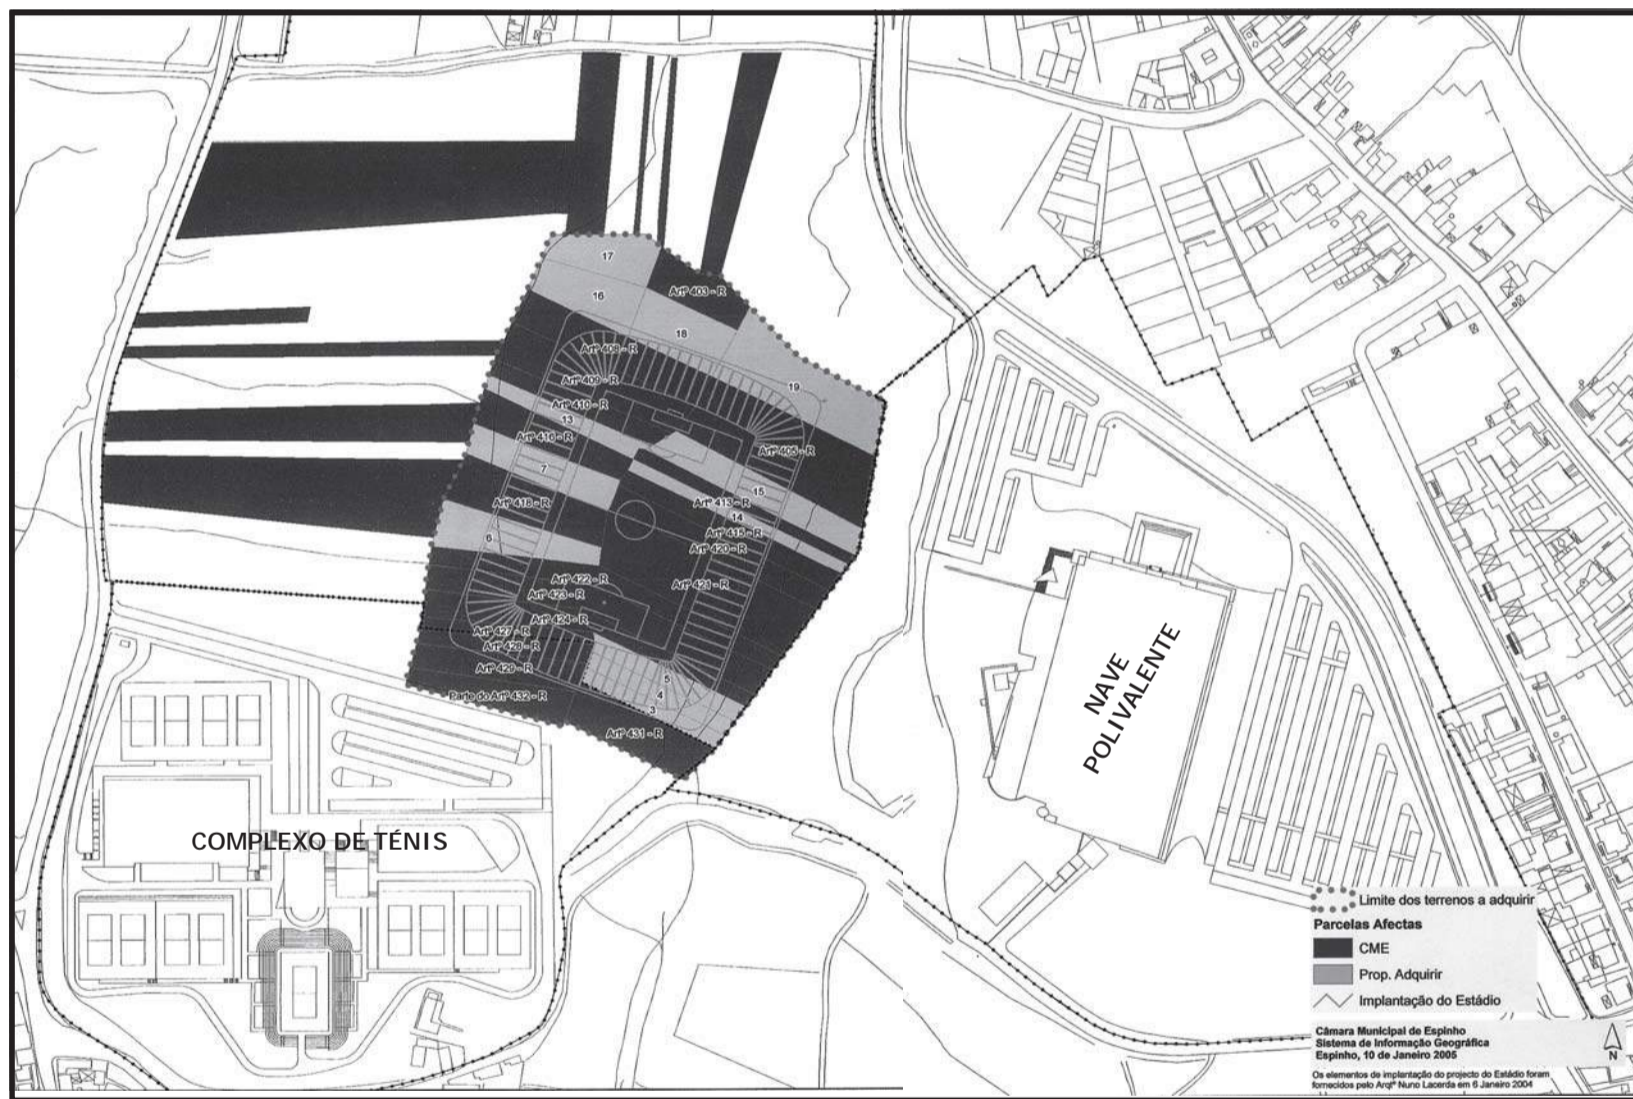 17
Artº 403 - R
16
18
Artº 408 - R
Artº 409 - R
19
Artº 410 - R
13
Artº 416 - R
Artº 405 - R
7
15
Artº 418 - R
Artº 413 - R
14
Artº 415 - R
6
Artº 420 - R
Artº 422 - R
Artº 421 - R
Artº 423 - R
Artº 424 - R
Artº 427 - R
Artº 428 - R
Artº 429 - R
5
Parte do Artº 432 - R
4
3
Artº 431 - R
NAVE
POLIVALENTE
COMPLEXO DE TÉNIS
Limite dos terrenos a adquirir
Parcelas Afectas
CME
Prop. Adquirir
Implantação do Estádio
Câmara Municipal de Espinho
Sistema de Informação Geográfica
Espinho, 10 de Janeiro 2005
N
Os elementos de implantação do projecto do Estádio foram
fornecidos pelo Arqtº Nuno Lacerda em 6 Janeiro 2004